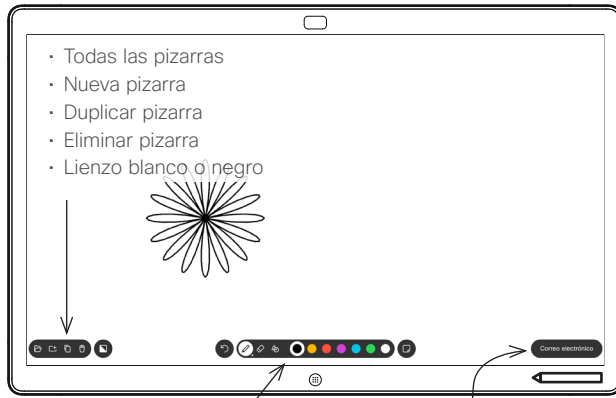 · Todas las pizarras
· Nueva pizarra
· Duplicar pizarra
· Eliminar pizarra
· Lienzo blanco o negro
Correo electrónico